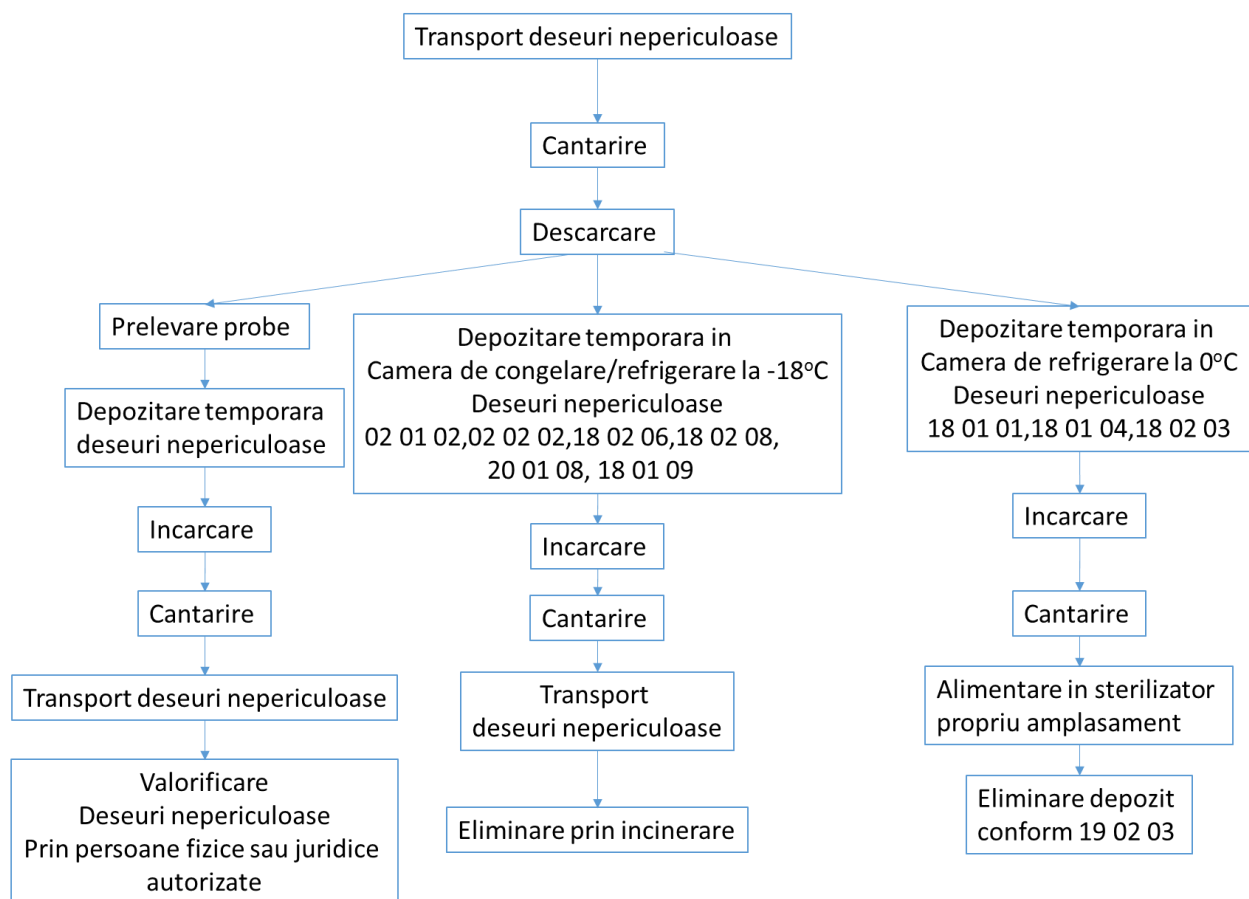 Transport deseuri nepericuloase
Cantarire
Descarcare
Prelevare probe
Depozitare temporara
deseuri nepericuloase
Incarcare
Cantarire
Transport deseuri nepericuloase
Valorificare
Deseuri nepericuloase
Prin persoane fizice sau juridice
autorizate
Depozitare temporara in
Camera de congelare/refrigerare la -18°C
Deseuri nepericuloase
02 01 02,02 02 02,18 02 06,18 02 08,
20 01 08, 18 01 09
Incarcare
Cantarire
Transport
deseuri nepericuloase
Eliminare prin incinerare
Depozitare temporara in
Camera de refrigerare la 0°C
Deseuri nepericuloase
18 01 01,18 01 04,18 02 03
Incarcare
Cantarire
Alimentare in sterilizator
propriu amplasament
Eliminare depozit
conform 19 02 03